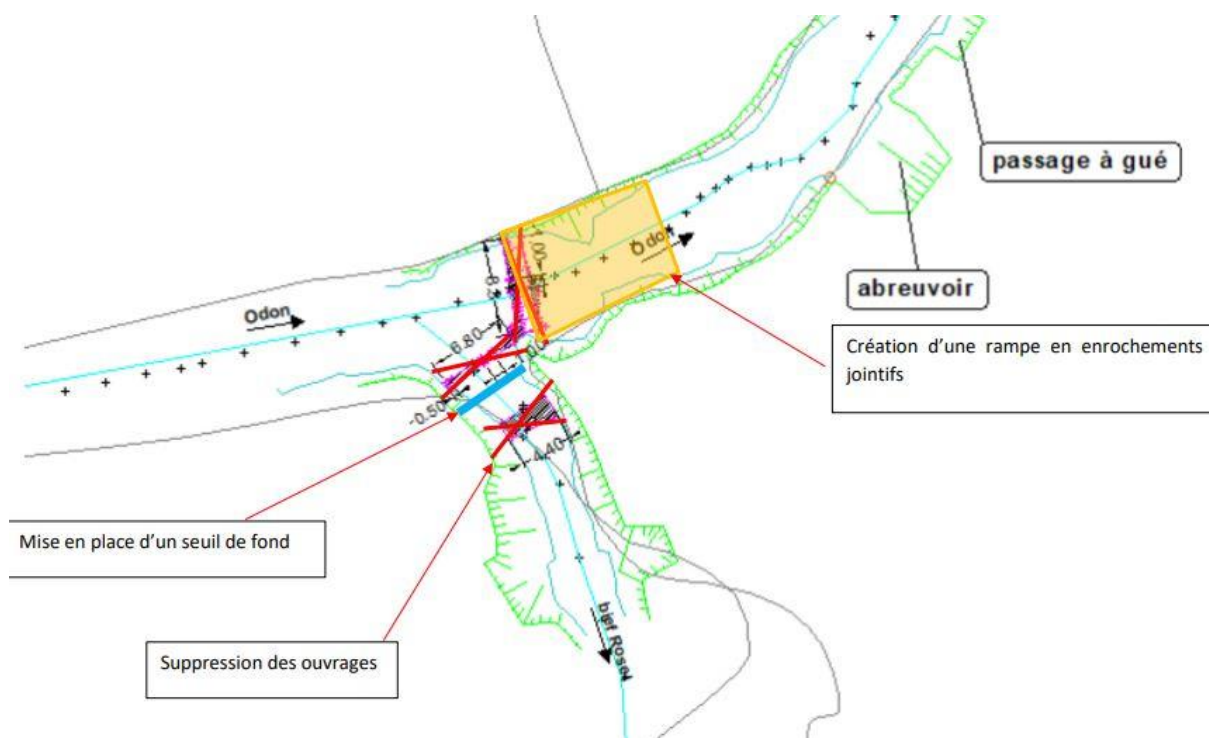 passage à gué
abreuvoir
Odon
Odon
Création d’une rampe en enrochements
jointifs
1.00
6.80
0.50
4.40
Mise en place d’un seuil de fond
Suppression des ouvrages
bief Rosel